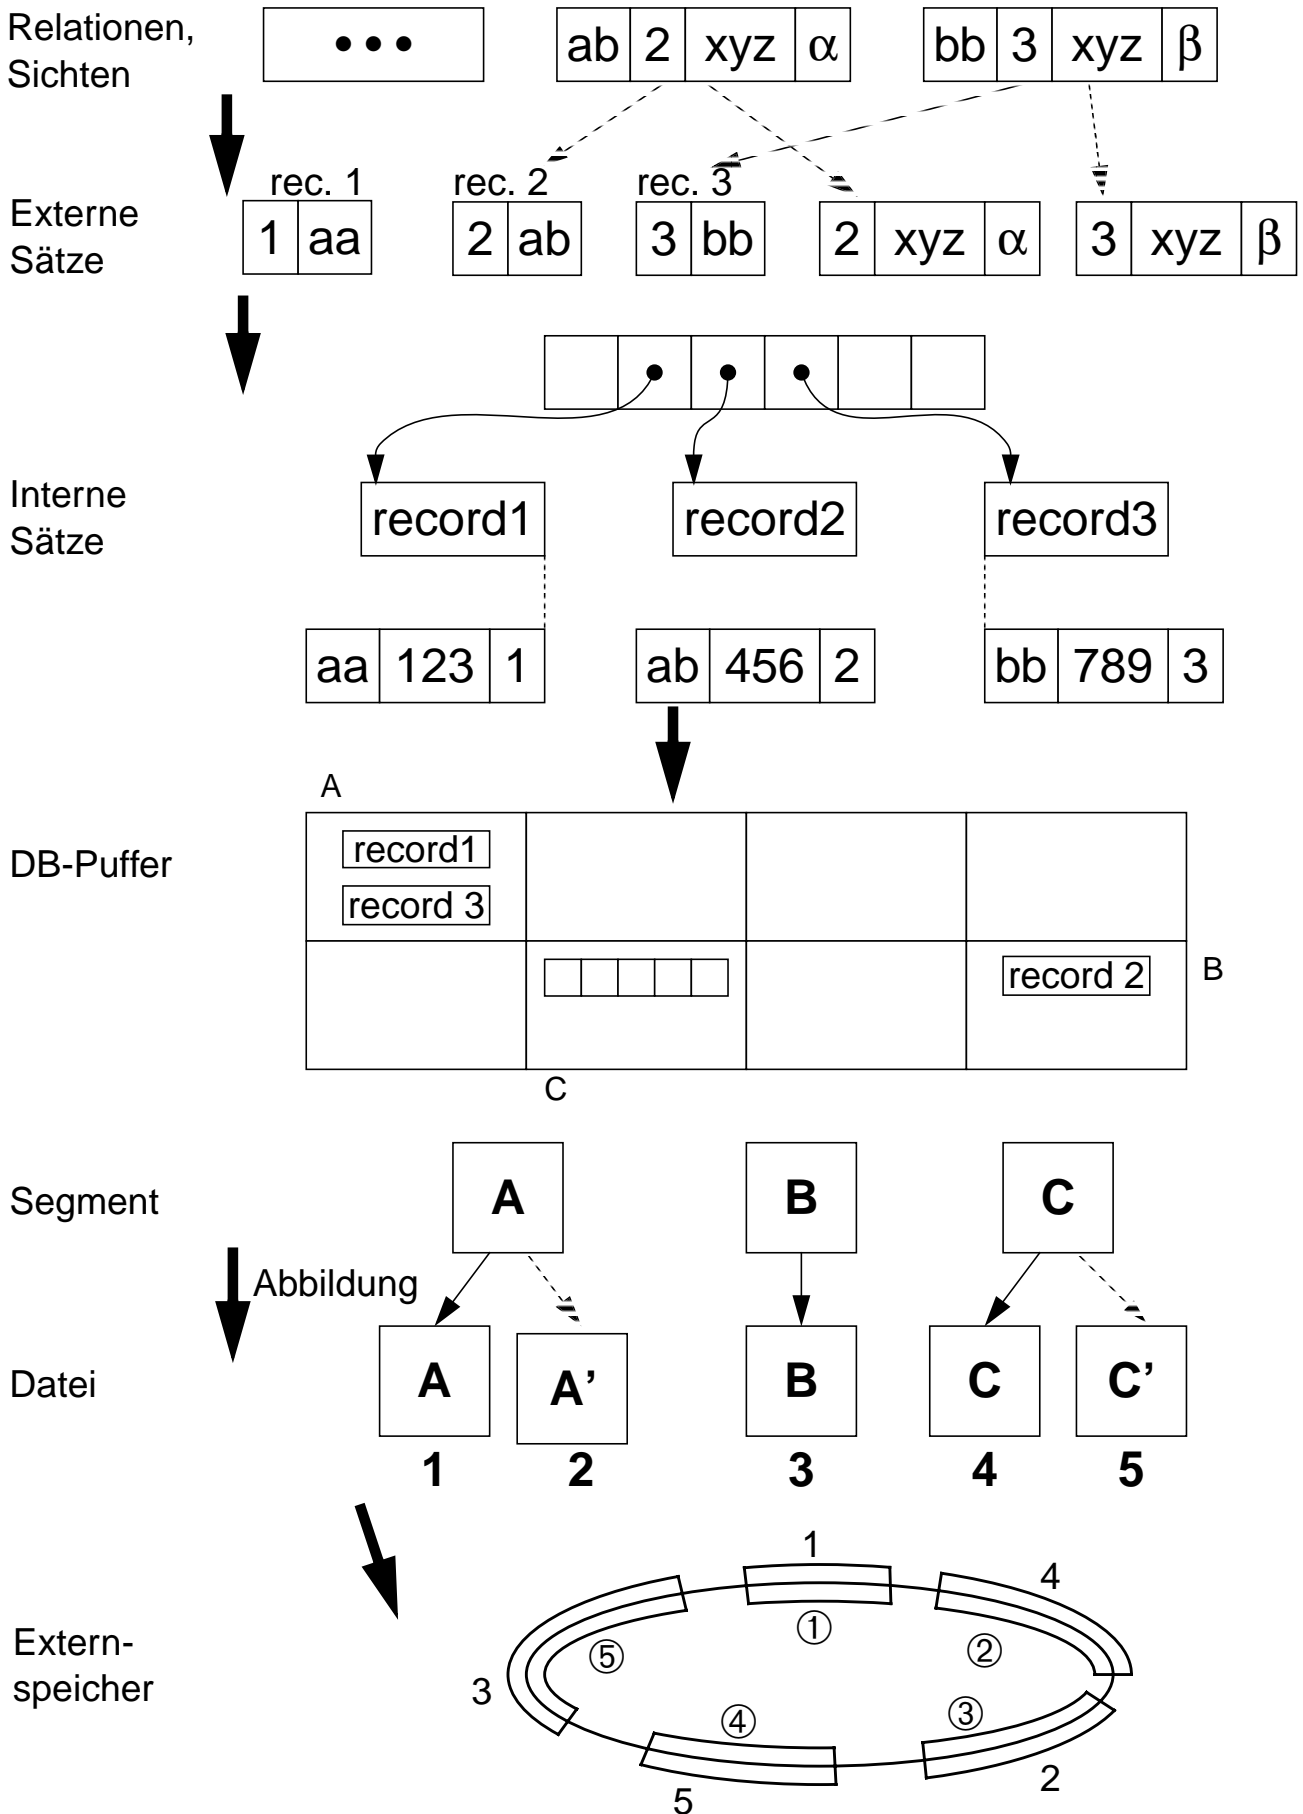 Relationen,
Sichten
• • •
ab 2 xyz α
bb 3 xyz β
rec. 1
rec. 2
rec. 3
Externe
Sätze
1 aa
2 ab
3 bb
2 xyz α
3 xyz β
Interne
Sätze
record1
record2
record3
aa 123 1
ab 456 2
bb 789 3
A
DB-Puffer
record1
record 3
record 2
B
C
Segment
A
B
C
Abbildung
Datei
A
A’
B
C
C’
1
2
3
4
5
Extern-
speicher
1
4
①
②
⑤
3
④
③
5
2